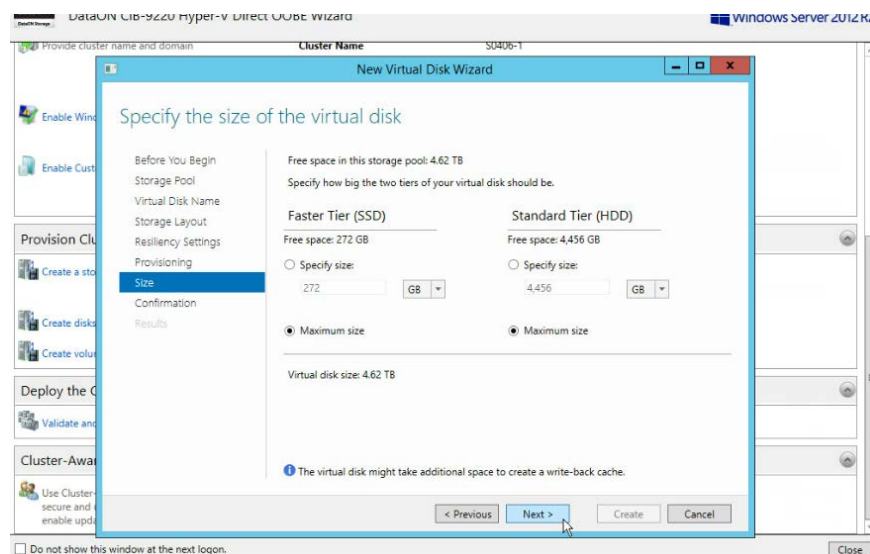 DataON CIB-9220 Hyper-V Direct OOBE Wizard
Windows Server 2012 R
DataON Storage
Provide cluster name and domain
Cluster Name
S0406-1
New Virtual Disk Wizard
Enable Wind
Enable Cust
Specify the size of the virtual disk
Before You Begin
Storage Pool
Virtual Disk Name
Storage Layout
Resiliency Settings
Provisioning
Size
Confirmation
Results
Free space in this storage pool: 4.62 TB
Specify how big the two tiers of your virtual disk should be.
Faster Tier (SSD)
Free space: 272 GB
Specify size:
272
GB
Maximum size
Standard Tier (HDD)
Free space: 4,456 GB
Specify size:
4,456
GB
Maximum size
Virtual disk size: 4.62 TB
The virtual disk might take additional space to create a write-back cache.
< Previous
Next >
Create
Cancel
Provision Clu
Create a sto
Create disks
Create volu
Deploy the C
Validate and
Cluster-Awar
Use Cluster-
secure and
enable upda
Do not show this window at the next logon.
Close